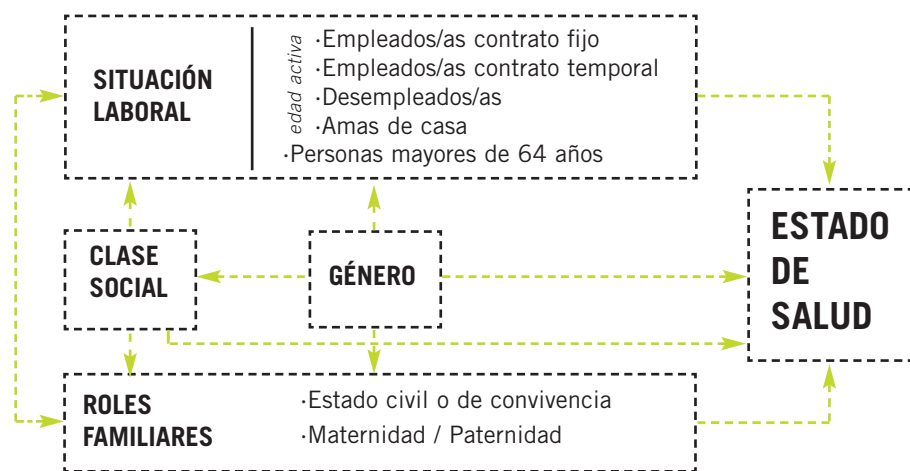 SITUACIÓN
LABORAL
edad activa
·Empleados/as contrato fijo
·Empleados/as contrato temporal
·Desempleados/as
·Amas de casa
·Personas mayores de 64 años
CLASE
SOCIAL
GÉNERO
ESTADO
DE
SALUD
ROLES
FAMILIARES
·Estado civil o de convivencia
·Maternidad / Paternidad